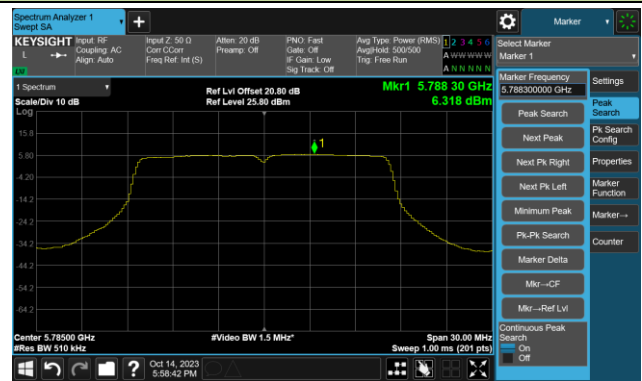 Spectrum Analyzer 1
Swept SA
+
Marker
KEYSIGHT
L
LV
Input: RF
Coupling: AC
Align: Auto
Input Z: 50 Ω
Corr CCorr
Freq Ref: Int (S)
Atten: 20 dB
Preamp: Off
PNO: Fast
Gate: Off
IF Gain: Low
Sig Track: Off
Avg Type: Power (RMS)
Avg|Hold: 500/500
Trig: Free Run
1 2 3 4 5 6
A W W W W W
A N N N N N
Select Marker
Marker 1
1 Spectrum
Scale/Div 10 dB
Log
Ref Lvl Offset 20.80 dB
Ref Level 25.80 dBm
Mkr1 5.788 30 GHz
6.318 dBm
15.8
5.80
-4.20
-14.2
-24.2
-34.2
-44.2
-54.2
-64.2
1
Center 5.78500 GHz
#Res BW 510 kHz
#Video BW 1.5 MHz*
Span 30.00 MHz
Sweep 1.00 ms (201 pts)
Marker Frequency
5.788300000 GHz
Peak Search
Next Peak
Next Pk Right
Next Pk Left
Minimum Peak
Pk-Pk Search
Marker Delta
Mkr→CF
Mkr→Ref Lvl
Continuous Peak
Search
On
Off
Settings
Peak
Search
Pk Search
Config
Properties
Marker
Function
Marker→
Counter
?
Oct 14, 2023
5:58:42 PM